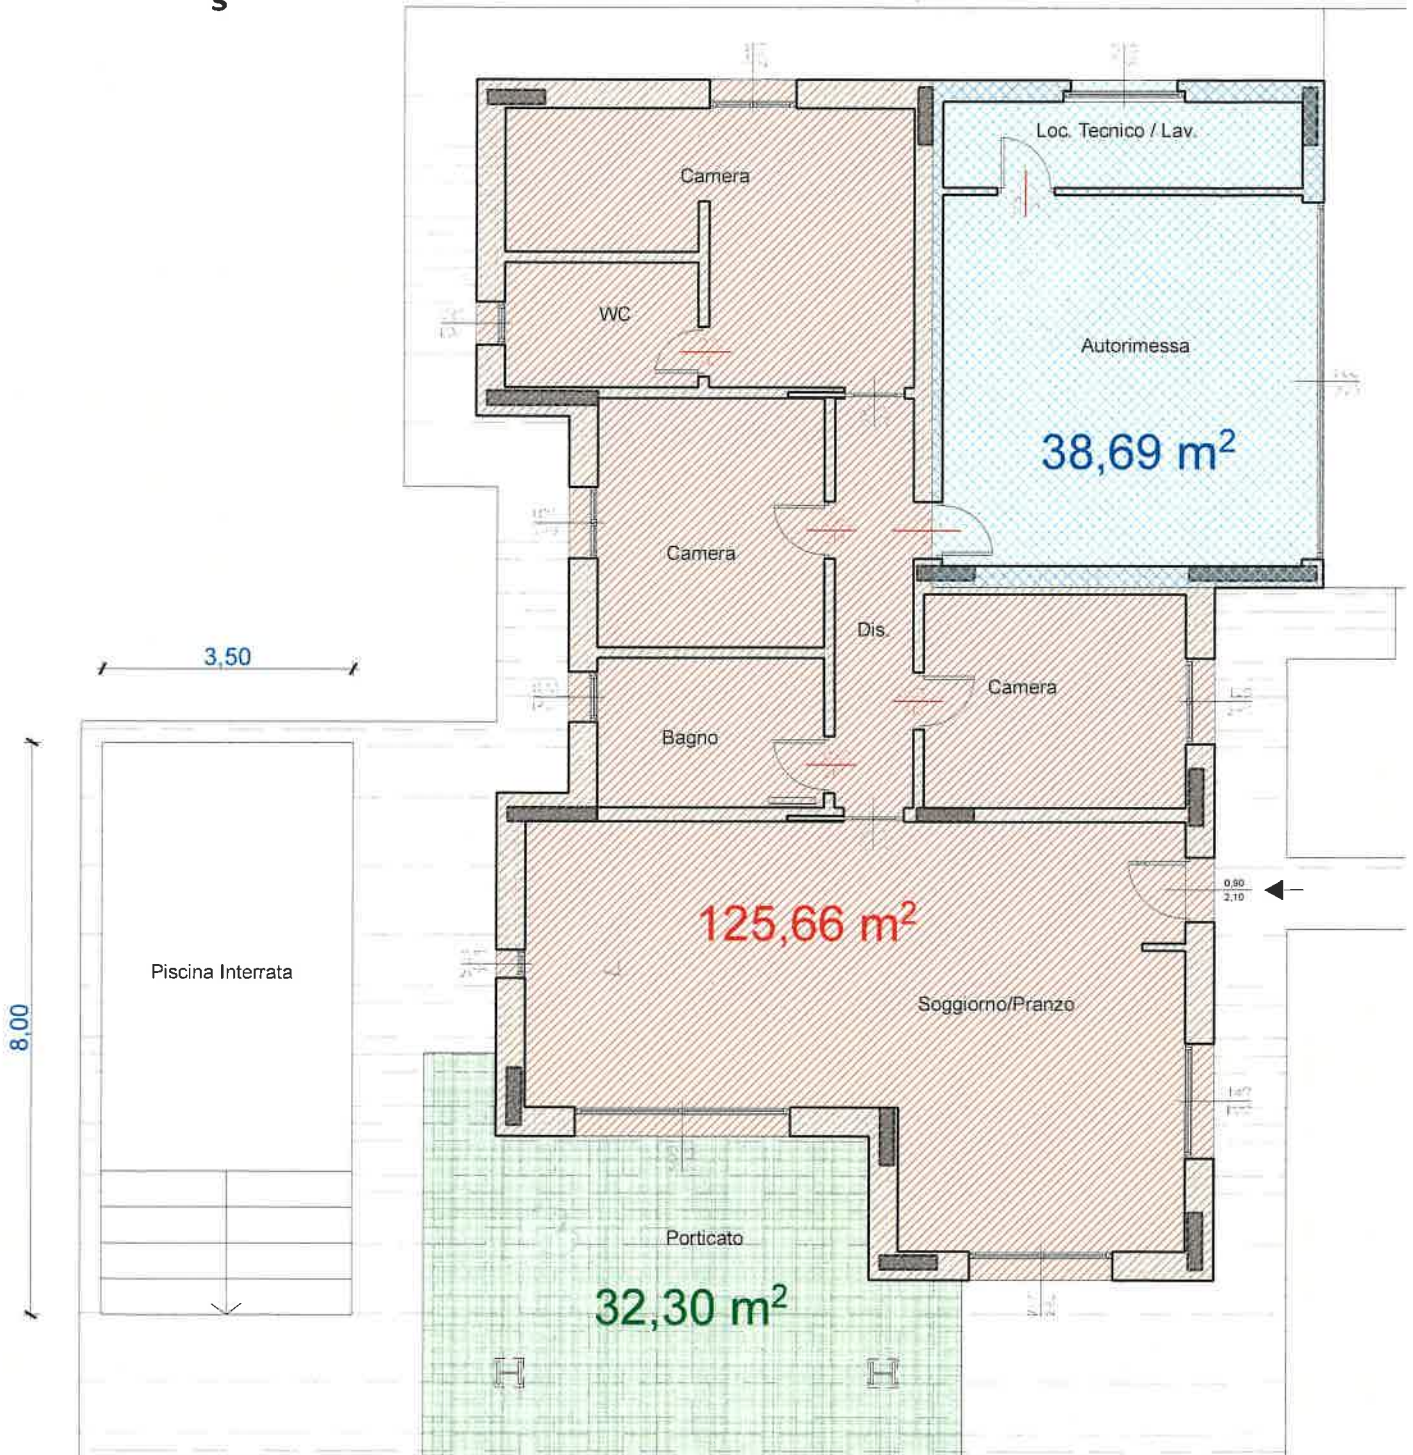 s
Loc. Tecnico / Lav.
Camera
WC
Autorimessa
38,69 m²
Camera
Dis.
3,50
Camera
Bagno
0,90
2,10
125,66 m²
Piscina Interrata
Soggiorno/Pranzo
8,00
Porticato
32,30 m²